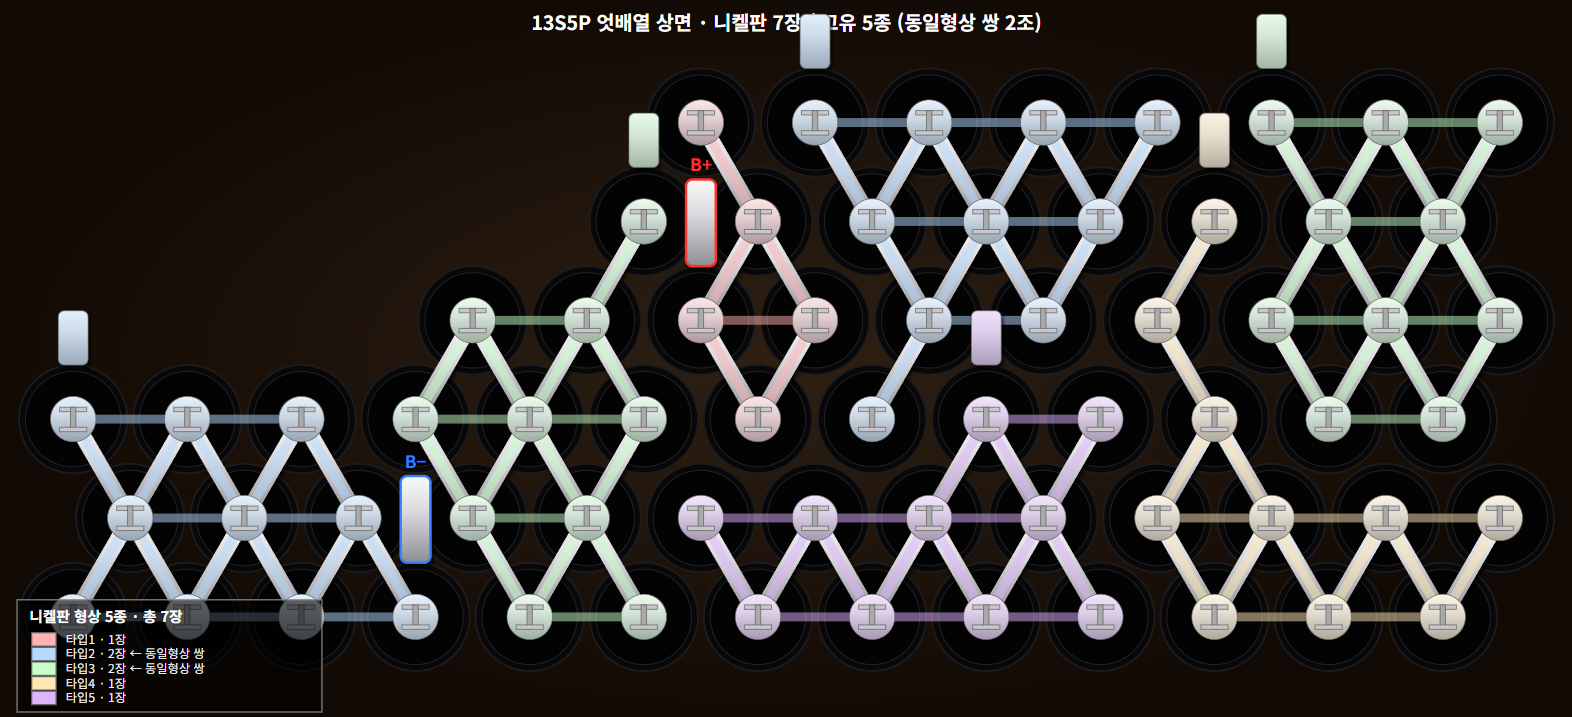 13S5P 엇배열 상면 · 니켈판 7장 고유 5종 (동일형상 쌍 2조)
B+
B−
니켈판 형상 5종 · 총 7장
타입1 · 1장
타입2 · 2장 ← 동일형상 쌍
타입3 · 2장 ← 동일형상 쌍
타입4 · 1장
타입5 · 1장